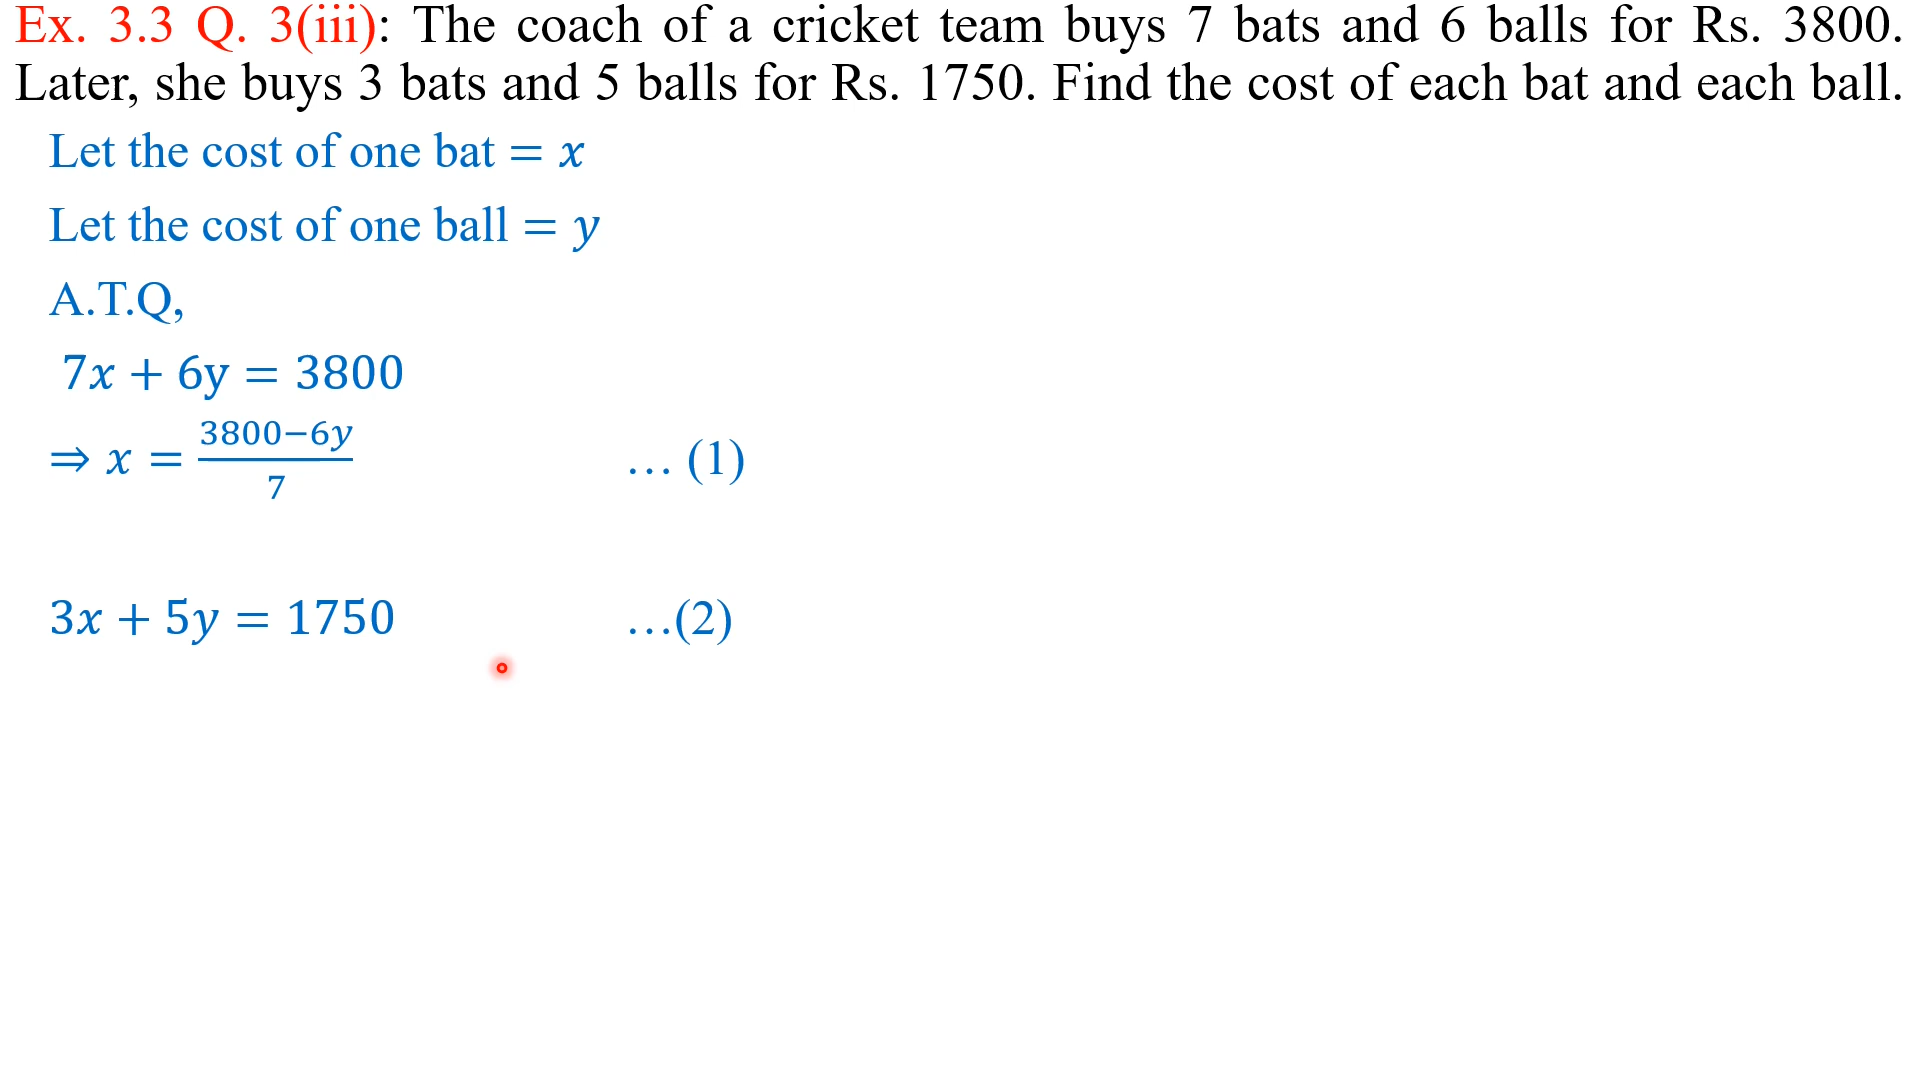 Ex. 3.3 Q. 3(iii): The coach of a cricket team buys 7 bats and 6 balls for Rs. 3800.
Later, she buys 3 bats and 5 balls for Rs. 1750. Find the cost of each bat and each ball.
Let the cost of one bat = x
Let the cost of one ball = y
A.T.Q,
7x + 6y = 3800
⇒ x = \frac{3800−6y}{7} … (1)
3x + 5y = 1750 …(2)